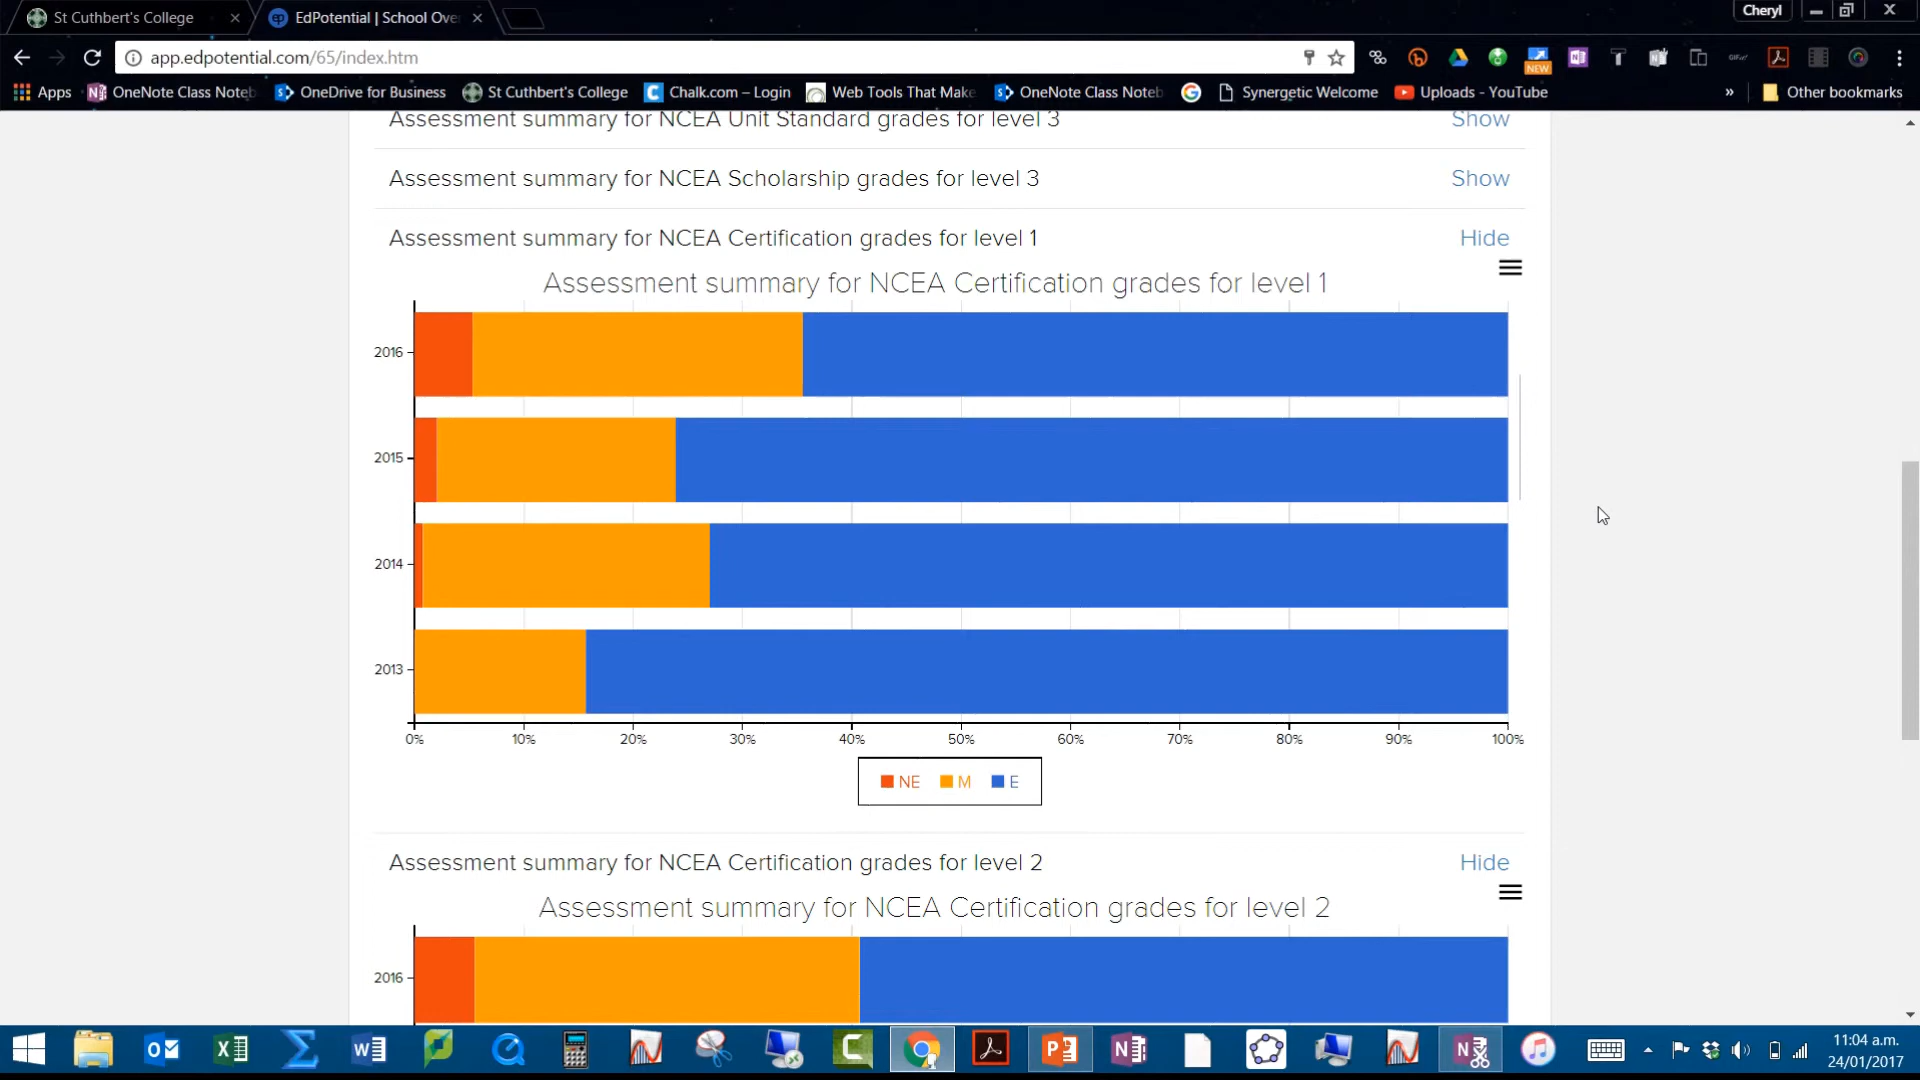 St Cuthbert's College
EdPotential | School Ove
Cheryl
app.edpotential.com/65/index.htm
NEW
Apps
OneNote Class Noteb
OneDrive for Business
St Cuthbert's College
Chalk.com – Login
Web Tools That Make
OneNote Class Noteb
Synergetic Welcome
Uploads - YouTube
»
Other bookmarks
Assessment summary for NCEA Unit Standard grades for level 3
Show
Assessment summary for NCEA Scholarship grades for level 3
Show
Assessment summary for NCEA Certification grades for level 1
Hide
Assessment summary for NCEA Certification grades for level 1
2016
2015
2014
2013
0% 10% 20% 30% 40% 50% 60% 70% 80% 90% 100%
NE M E
Assessment summary for NCEA Certification grades for level 2
Hide
Assessment summary for NCEA Certification grades for level 2
2016
11:04 a.m.
24/01/2017